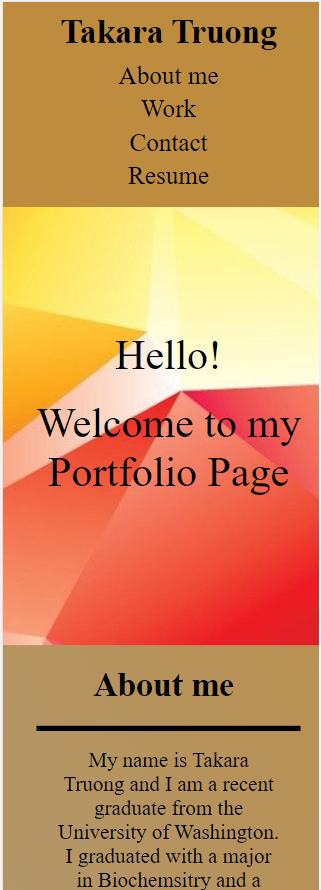 Takara Truong
About me
Work
Contact
Resume
Hello!
Welcome to my
Portfolio Page
About me
My name is Takara
Truong and I am a recent
graduate from the
University of Washington.
I graduated with a major
in Biochemsitry and a